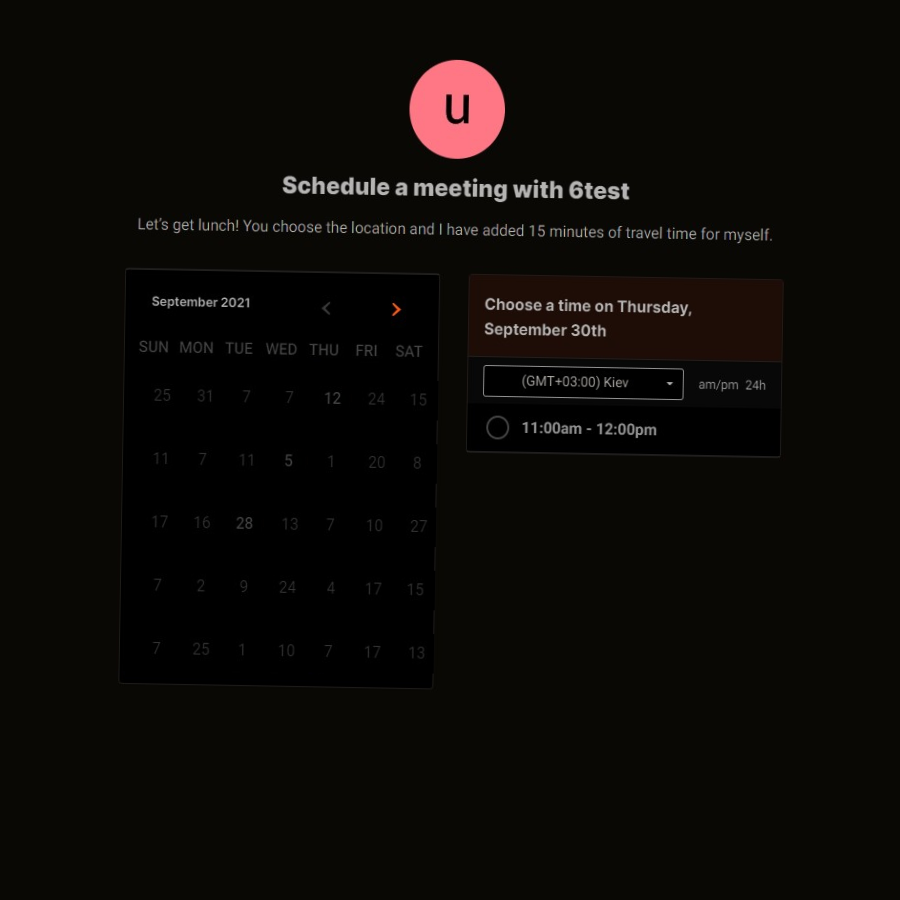 u
Schedule a meeting with 6test
Let's get lunch! You choose the location and I have added 15 minutes of travel time for myself.
September 2021
SUN MON TUE WED THU FRI SAT
25 31 7 7 12 24 15
11 7 11 5 1 20 8
17 16 28 13 7 10 27
7 2 9 24 4 17 15
7 25 1 10 7 17 13
Choose a time on Thursday,
September 30th
(GMT+03:00) Kiev
am/pm 24h
11:00am - 12:00pm